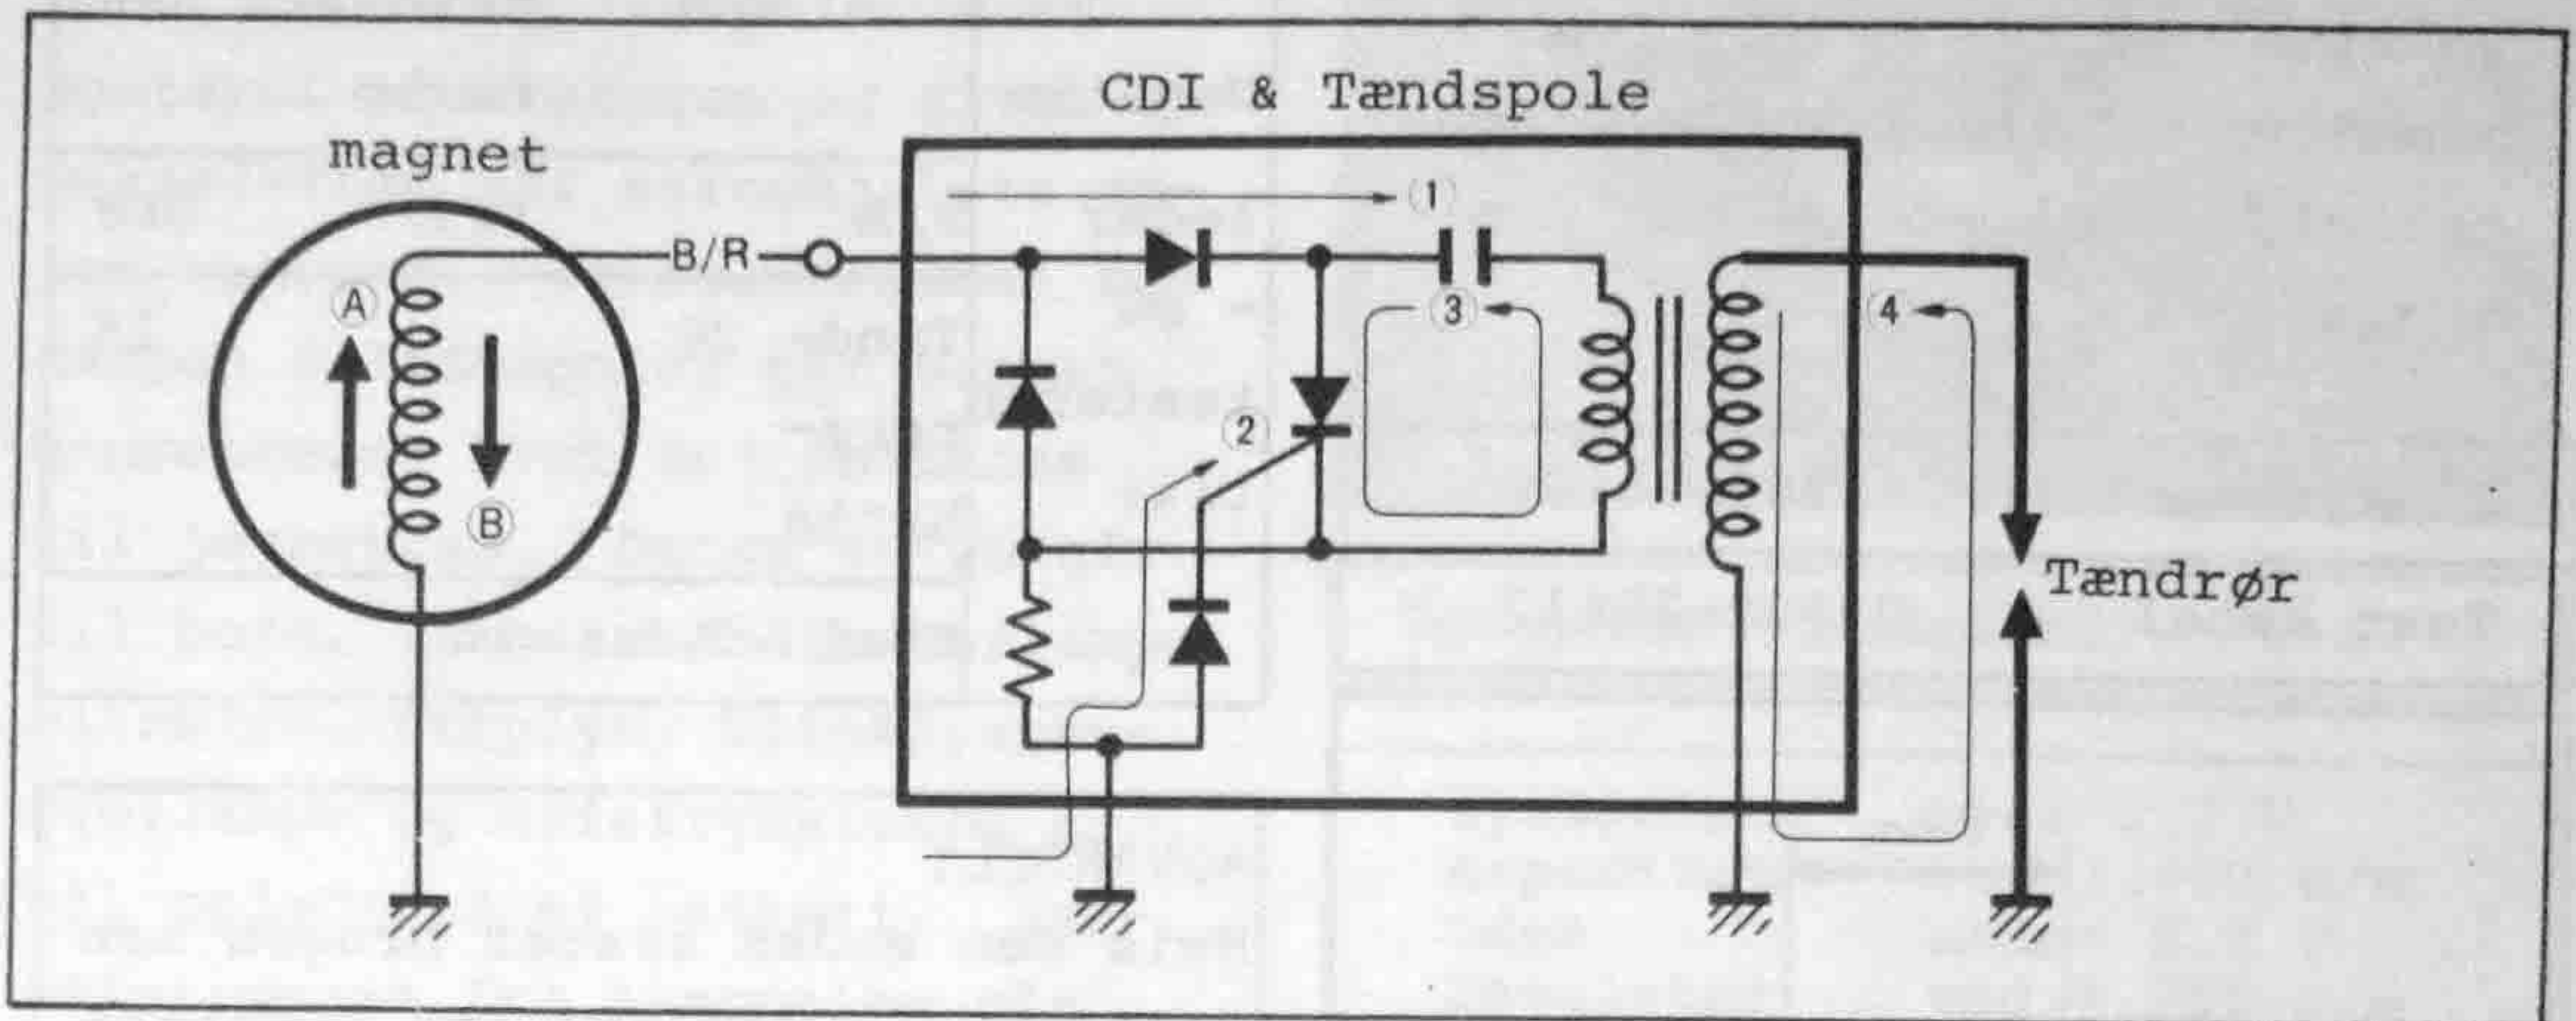 CDI & Tændspole
magnet
(1)
B/R
A
3
4
2
B
Tændrør